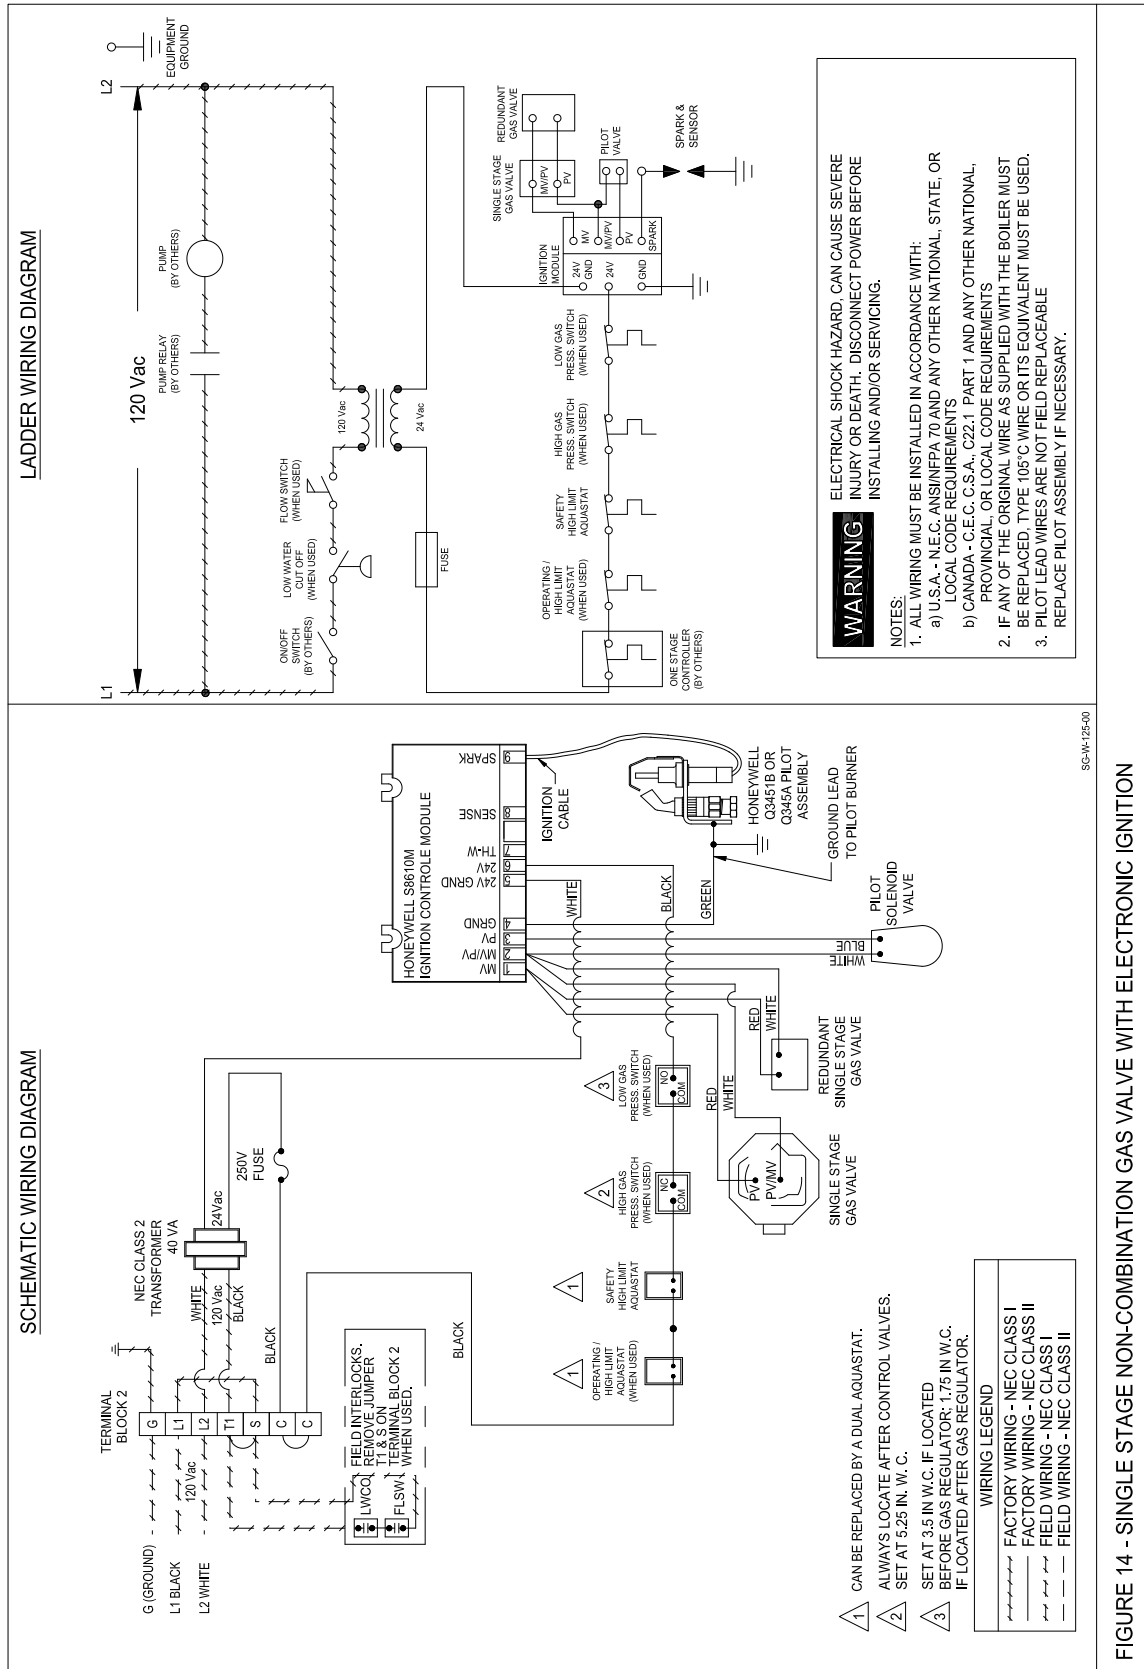 SCHEMATIC WIRING DIAGRAM
G (GROUND)
L1 BLACK
L2 WHITE
120 Vac
TERMINAL
BLOCK 2
G
L1
L2
T1
S
C
C
NEC CLASS 2
TRANSFORMER
40 VA
WHITE
120 Vac
BLACK
24Vac
250V
FUSE
BLACK
FIELD INTERLOCKS.
REMOVE JUMPER
T1 & S ON
TERMINAL BLOCK 2
WHEN USED.
LWCO
FLSW
BLACK
1
OPERATING /
HIGH LIMIT
AQUASTAT
(WHEN USED)
1
SAFETY
HIGH LIMIT
AQUASTAT
2
HIGH GAS
PRESS. SWITCH
(WHEN USED)
NC
COM
3
LOW GAS
PRESS. SWITCH
(WHEN USED)
NO
COM
HONEYWELL S8610M
IGNITION CONTROLE MODULE
MV
MV/PV
PV
GRND
24V GRND
24V
TH-W
SENSE
SPARK
1
2
3
4
5
6
7
8
9
WHITE
BLACK
GREEN
IGNITION
CABLE
HONEYWELL
Q3451B OR
Q345A PILOT
ASSEMBLY
GROUND LEAD
TO PILOT BURNER
PILOT
SOLENOID
VALVE
WHITE
BLUE
RED
WHITE
REDUNDANT
SINGLE STAGE
GAS VALVE
RED
WHITE
PV
PV/MV
SINGLE STAGE
GAS VALVE
1
CAN BE REPLACED BY A DUAL AQUASTAT.
2
ALWAYS LOCATE AFTER CONTROL VALVES.
SET AT 5.25 IN. W. C.
3
SET AT 3.5 IN W.C. IF LOCATED
BEFORE GAS REGULATOR; 1.75 IN W.C.
IF LOCATED AFTER GAS REGULATOR.
WIRING LEGEND
FACTORY WIRING - NEC CLASS I
FACTORY WIRING - NEC CLASS II
FIELD WIRING - NEC CLASS I
FIELD WIRING - NEC CLASS II
SG-W-125-00
LADDER WIRING DIAGRAM
L1
120 Vac
L2
EQUIPMENT
GROUND
PUMP RELAY
(BY OTHERS)
PUMP
(BY OTHERS)
ON/OFF
SWITCH
(BY OTHERS)
LOW WATER
CUT OFF
(WHEN USED)
FLOW SWITCH
(WHEN USED)
120 Vac
24 Vac
FUSE
ONE STAGE
CONTROLLER
(BY OTHERS)
OPERATING /
HIGH LIMIT
AQUASTAT
(WHEN USED)
SAFETY
HIGH LIMIT
AQUASTAT
HIGH GAS
PRESS. SWITCH
(WHEN USED)
LOW GAS
PRESS. SWITCH
(WHEN USED)
IGNITION
MODULE
24V
GND
24V
GND
MV
MV/PV
PV
SPARK
SINGLE STAGE
GAS VALVE
MV/PV
PV
REDUNDANT
GAS VALVE
PILOT
VALVE
SPARK &
SENSOR
WARNING
ELECTRICAL SHOCK HAZARD, CAN CAUSE SEVERE
INJURY OR DEATH. DISCONNECT POWER BEFORE
INSTALLING AND/OR SERVICING.
NOTES:
1. ALL WIRING MUST BE INSTALLED IN ACCORDANCE WITH:
a) U.S.A. - N.E.C. ANSI/NFPA 70 AND ANY OTHER NATIONAL, STATE, OR
LOCAL CODE REQUIREMENTS
b) CANADA - C.E.C. C.S.A., C22.1 PART 1 AND ANY OTHER NATIONAL,
PROVINCIAL, OR LOCAL CODE REQUIREMENTS
2. IF ANY OF THE ORIGINAL WIRE AS SUPPLIED WITH THE BOILER MUST
BE REPLACED, TYPE 105°C WIRE OR ITS EQUIVALENT MUST BE USED.
3. PILOT LEAD WIRES ARE NOT FIELD REPLACEABLE
REPLACE PILOT ASSEMBLY IF NECESSARY.
FIGURE 14 - SINGLE STAGE NON-COMBINATION GAS VALVE WITH ELECTRONIC IGNITION